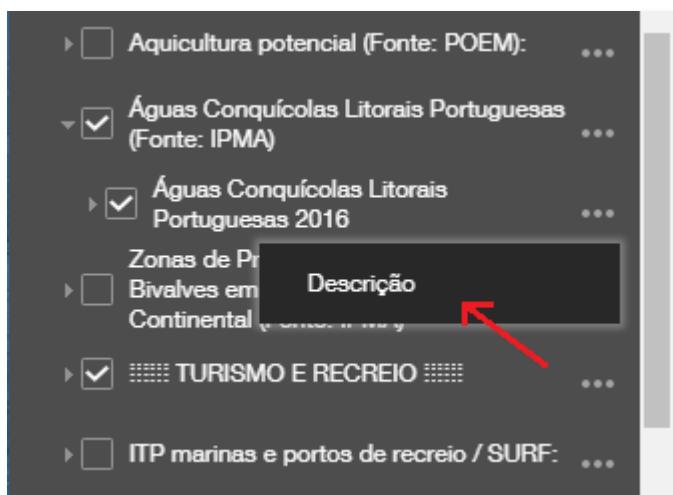 Aquicultura potencial (Fonte: POEM):
Águas Conquícolas Litorais Portuguesas
(Fonte: IPMA)
Águas Conquícolas Litorais
Portuguesas 2016
Zonas de Pr
Bivalves em
Descrição
Continental
TURISMO E RECREIO
ITP marinas e portos de recreio / SURF: